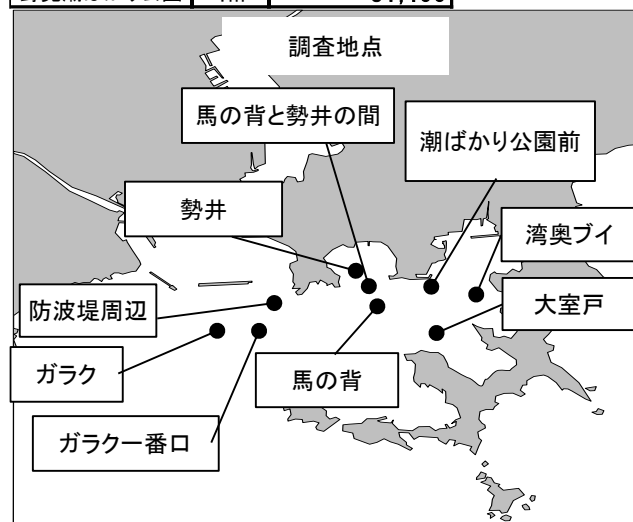 調査地点
馬の背と勢井の間
潮ばかり公園前
勢井
湾奥ブイ
防波堤周辺
大室戸
ガラク
馬の背
ガラク一番口